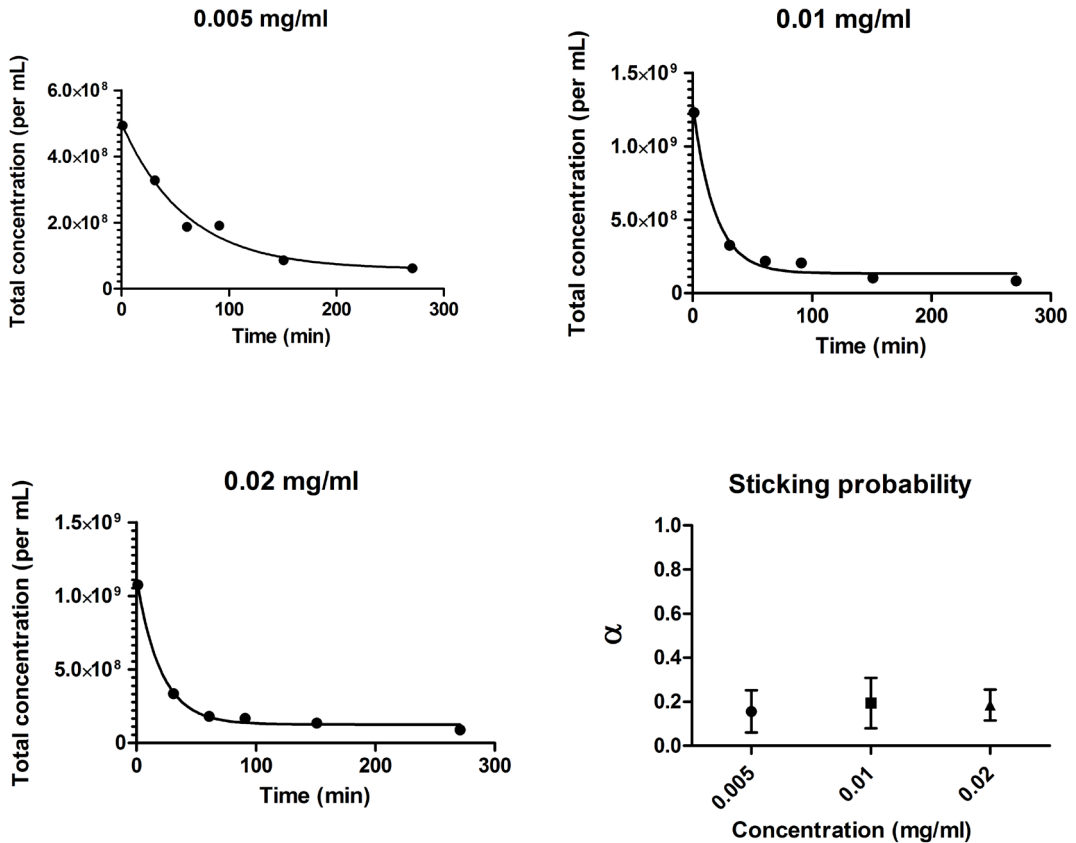 0.005 mg/ml
Total concentration (per mL)
6.0×10⁸
4.0×10⁸
2.0×10⁸
0
0 100 200 300
Time (min)
0.01 mg/ml
Total concentration (per mL)
1.5×10⁹
1.0×10⁹
5.0×10⁸
0
0 100 200 300
Time (min)
0.02 mg/ml
Total concentration (per mL)
1.5×10⁹
1.0×10⁹
5.0×10⁸
0
0 100 200 300
Time (min)
Sticking probability
α
1.0
0.8
0.6
0.4
0.2
0.0
0.005 0.01 0.02
Concentration (mg/ml)